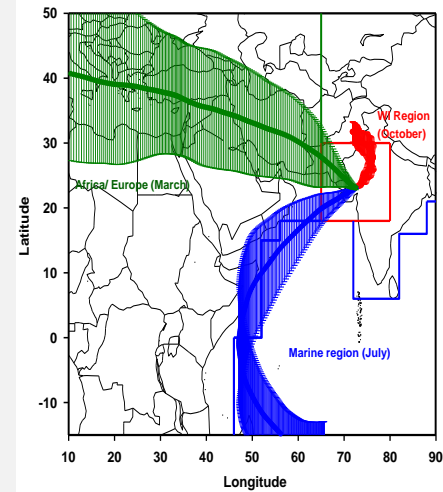 50
40
30
20
10
0
-10
Latitude
WI Region
(October)
Africa/ Europe (March)
Marine region (July)
10 20 30 40 50 60 70 80 90
Longitude